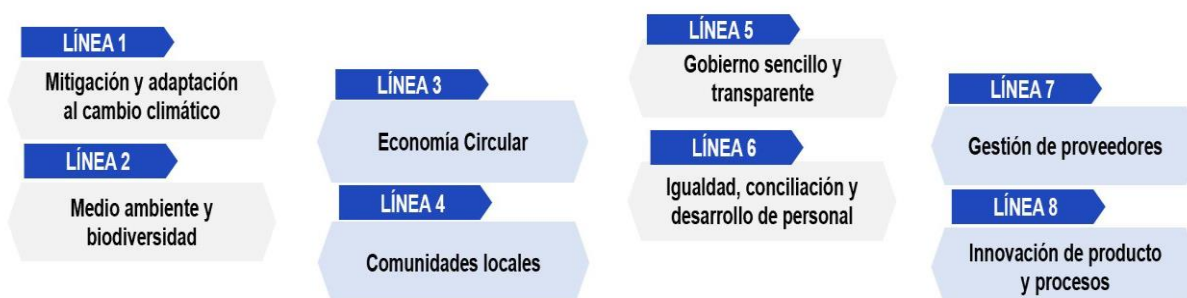 LÍNEA 1
Mitigación y adaptación
al cambio climático
LÍNEA 2
Medio ambiente y
biodiversidad
LÍNEA 3
Economía Circular
LÍNEA 4
Comunidades locales
LÍNEA 5
Gobierno sencillo y
transparente
LÍNEA 6
Igualdad, conciliación y
desarrollo de personal
LÍNEA 7
Gestión de proveedores
LÍNEA 8
Innovación de producto
y procesos